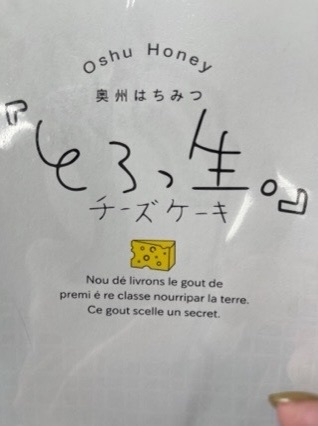 Oshu Honey
奥州はちみつ
『とろっ生。』
チーズケーキ
Nou dé livrons le gout de
premi é re classe nourripar la terre.
Ce gout scelle un secret.